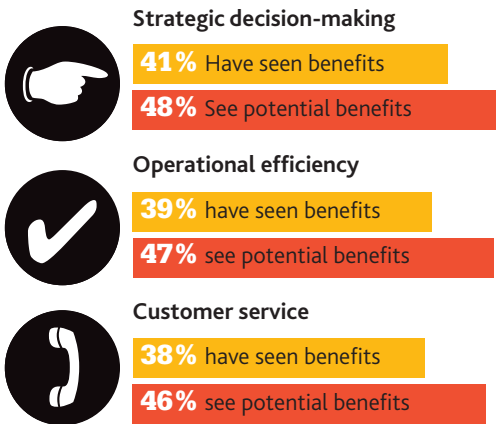 Strategic decision-making
41% Have seen benefits
48% See potential benefits
Operational efficiency
39% have seen benefits
47% see potential benefits
Customer service
38% have seen benefits
46% see potential benefits